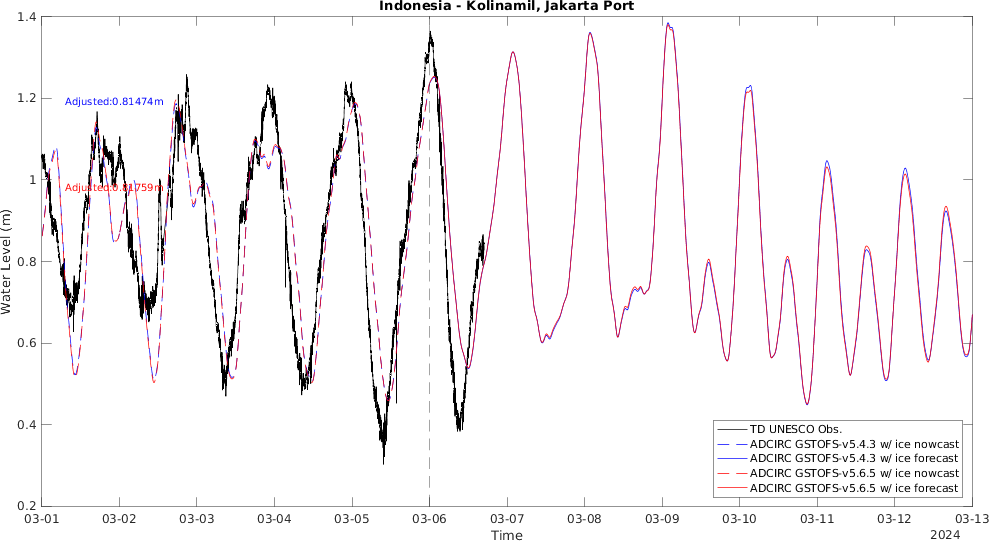 Indonesia - Kolinamil, Jakarta Port
1.4
1.2
1
0.8
0.6
0.4
0.2
Water Level (m)
Adjusted:0.81474m
Adjusted:0.81759m
TD UNESCO Obs.
ADCIRC GSTOFS-v5.4.3 w/ ice nowcast
ADCIRC GSTOFS-v5.4.3 w/ ice forecast
ADCIRC GSTOFS-v5.6.5 w/ ice nowcast
ADCIRC GSTOFS-v5.6.5 w/ ice forecast
03-01 03-02 03-03 03-04 03-05 03-06 03-07 03-08 03-09 03-10 03-11 03-12 03-13
Time
2024